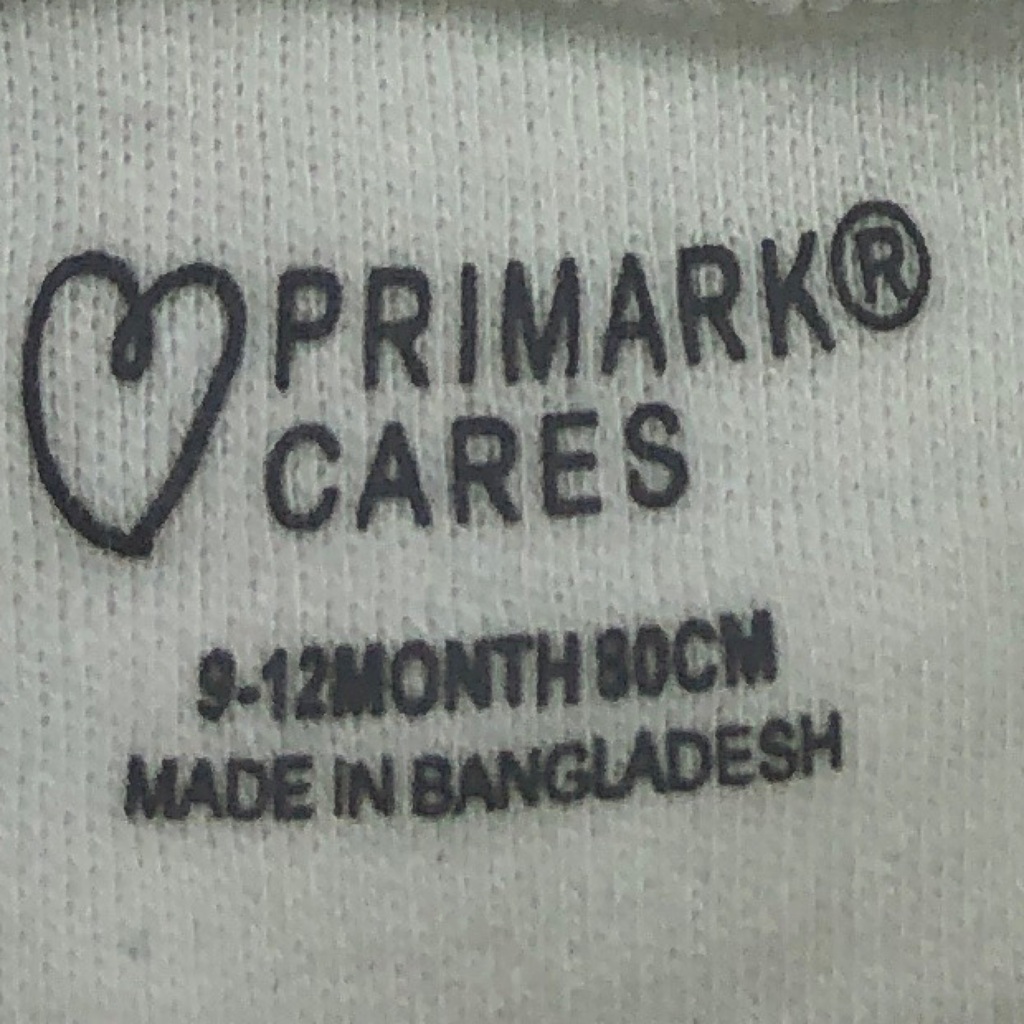 PRIMARK®
CARES
9-12MONTH 80CM
MADE IN BANGLADESH